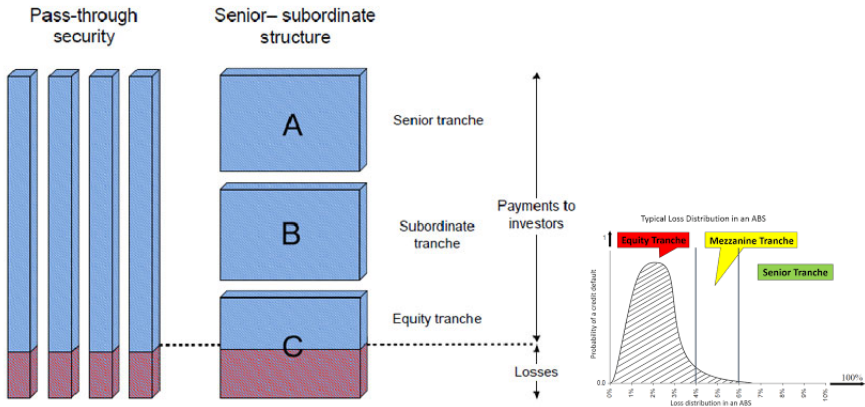 Pass-through
security
Senior– subordinate
structure
A
Senior tranche
B
Subordinate
tranche
Payments to
investors
C
Equity tranche
Losses
Typical Loss Distribution in an ABS
1
Equity Tranche
Mezzanine Tranche
Senior Tranche
Probability of a credit default
0.0
0% 1% 2% 3% 4% 5% 6% 7% 8% 9% 10%
100%
Loss distribution in an ABS